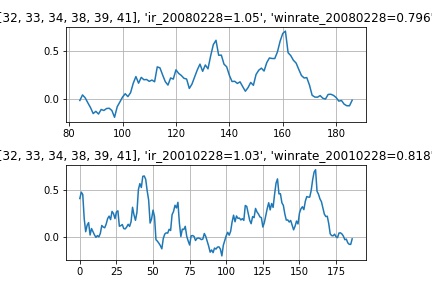 [32, 33, 34, 38, 39, 41], 'ir_20080228=1.05', 'winrate_20080228=0.796'
0.5
0.0
80 100 120 140 160 180
[32, 33, 34, 38, 39, 41], 'ir_20010228=1.03', 'winrate_20010228=0.818'
0.5
0.0
0 25 50 75 100 125 150 175